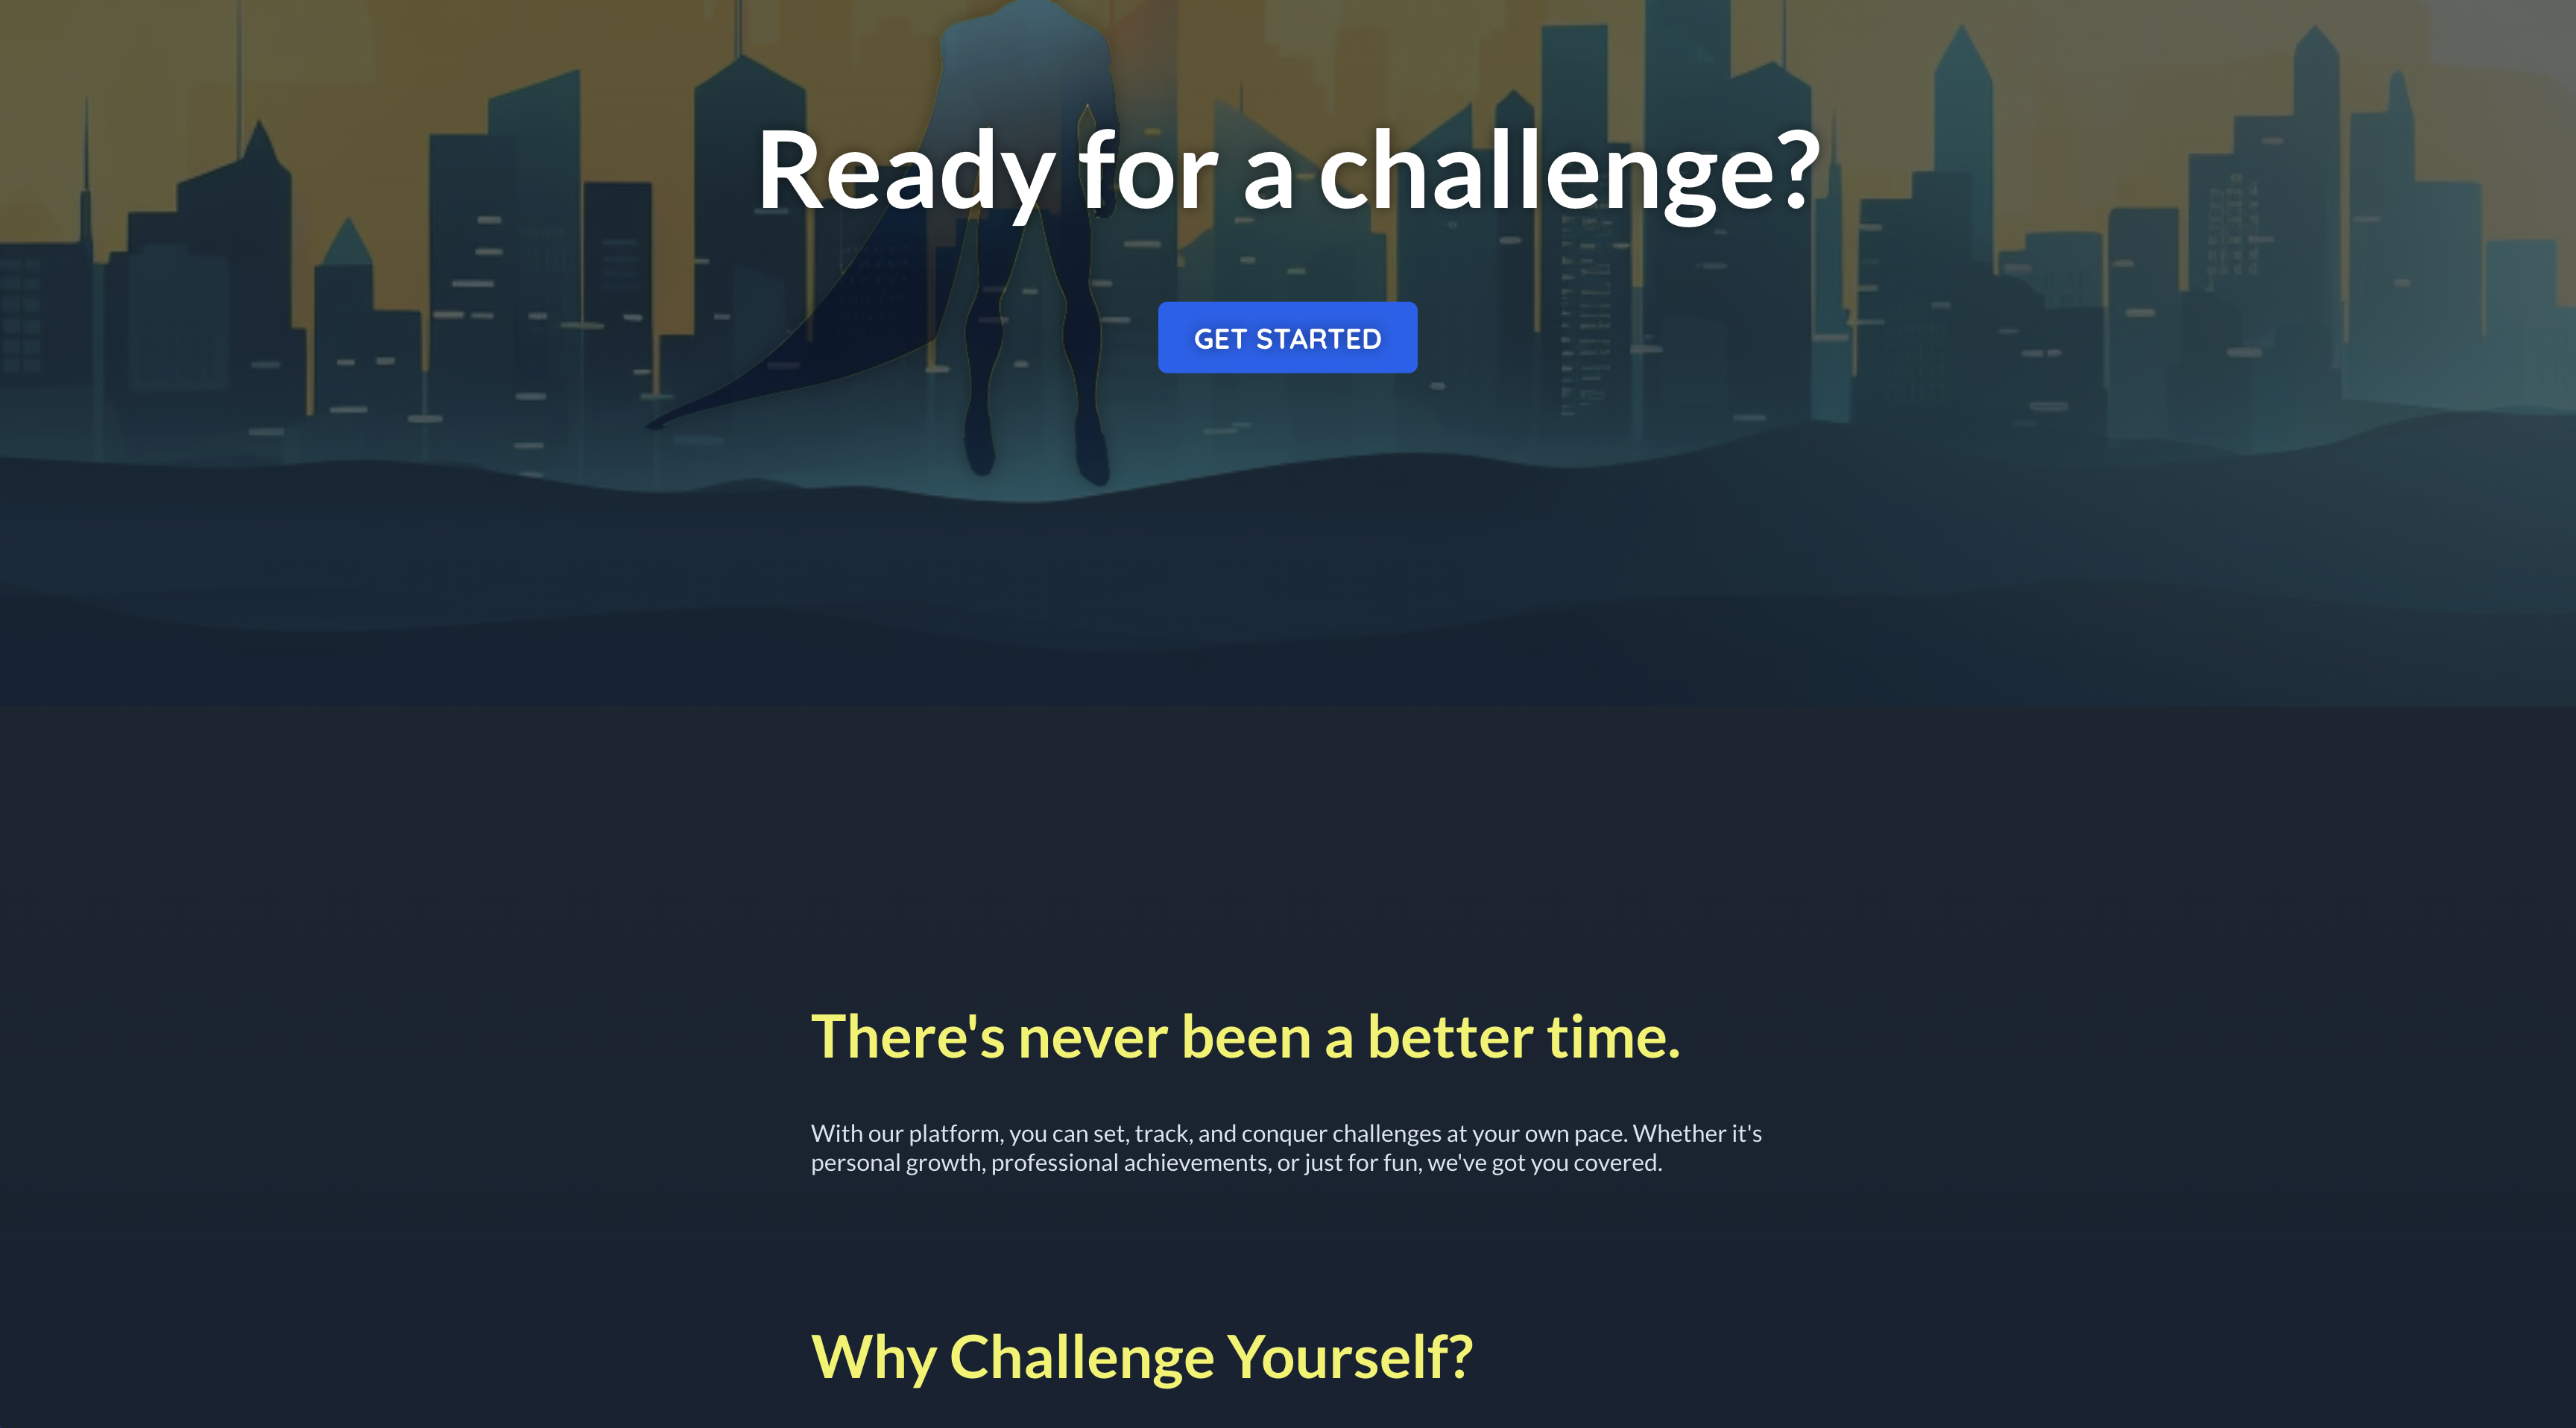 Ready for a challenge?
GET STARTED
There's never been a better time.
With our platform, you can set, track, and conquer challenges at your own pace. Whether it's
personal growth, professional achievements, or just for fun, we've got you covered.
Why Challenge Yourself?